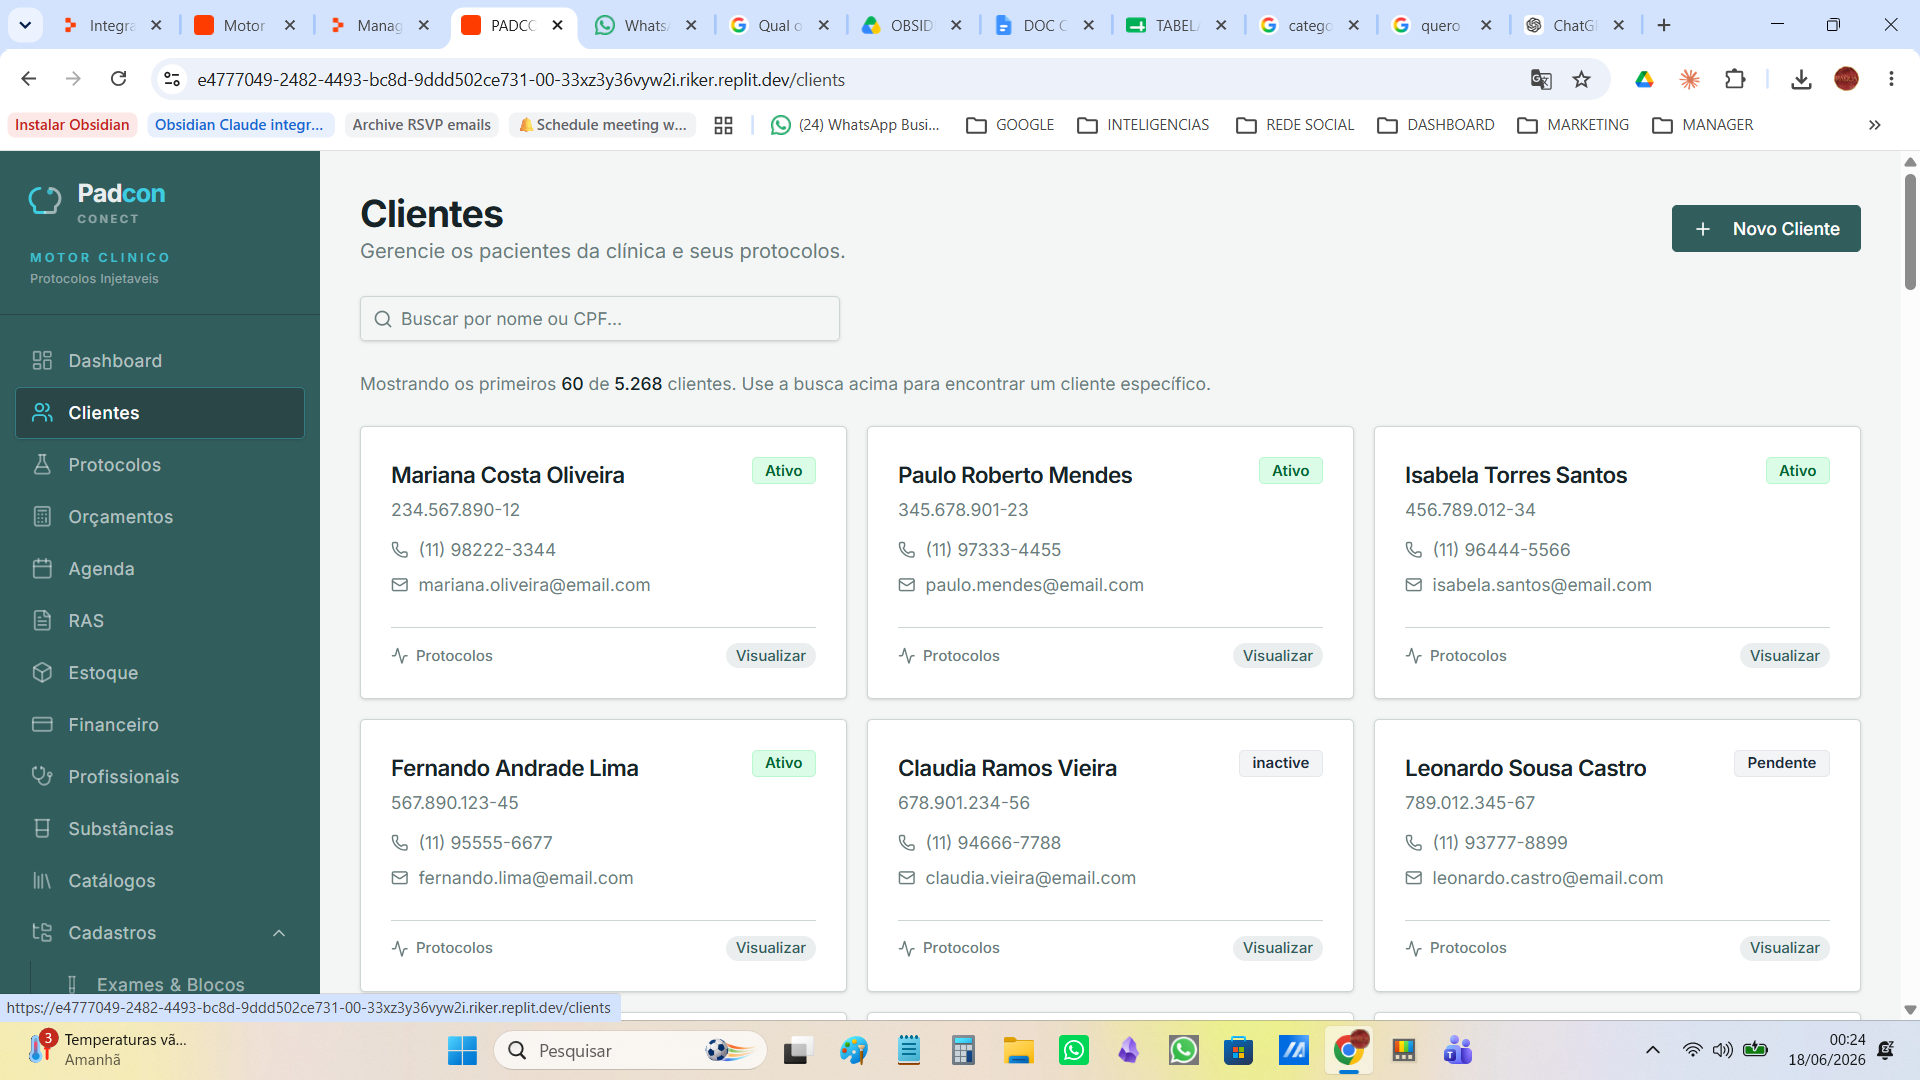 Integra
Motor
Manag
PADCO
Whats
Qual o
OBSID
DOC C
TABEL
catego
quero
ChatG
e4777049-2482-4493-bc8d-9ddd502ce731-00-33xz3y36vyw2i.riker.replit.dev/clients
Instalar Obsidian
Obsidian Claude integr...
Archive RSVP emails
Schedule meeting w...
(24) WhatsApp Busi...
GOOGLE
INTELIGENCIAS
REDE SOCIAL
DASHBOARD
MARKETING
MANAGER
Padcon
CONECT
MOTOR CLINICO
Protocolos Injetaveis
Dashboard
Clientes
Protocolos
Orçamentos
Agenda
RAS
Estoque
Financeiro
Profissionais
Substâncias
Catálogos
Cadastros
Exames & Blocos
Clientes
Gerencie os pacientes da clínica e seus protocolos.
+ Novo Cliente
Buscar por nome ou CPF...
Mostrando os primeiros 60 de 5.268 clientes. Use a busca acima para encontrar um cliente específico.
Mariana Costa Oliveira
Ativo
234.567.890-12
(11) 98222-3344
mariana.oliveira@email.com
Protocolos
Visualizar
Paulo Roberto Mendes
Ativo
345.678.901-23
(11) 97333-4455
paulo.mendes@email.com
Protocolos
Visualizar
Isabela Torres Santos
Ativo
456.789.012-34
(11) 96444-5566
isabela.santos@email.com
Protocolos
Visualizar
Fernando Andrade Lima
Ativo
567.890.123-45
(11) 95555-6677
fernando.lima@email.com
Protocolos
Visualizar
Claudia Ramos Vieira
inactive
678.901.234-56
(11) 94666-7788
claudia.vieira@email.com
Protocolos
Visualizar
Leonardo Sousa Castro
Pendente
789.012.345-67
(11) 93777-8899
leonardo.castro@email.com
Protocolos
Visualizar
https://e4777049-2482-4493-bc8d-9ddd502ce731-00-33xz3y36vyw2i.riker.replit.dev/clients
3
Temperaturas vã...
Amanhã
Pesquisar
00:24
18/06/2026